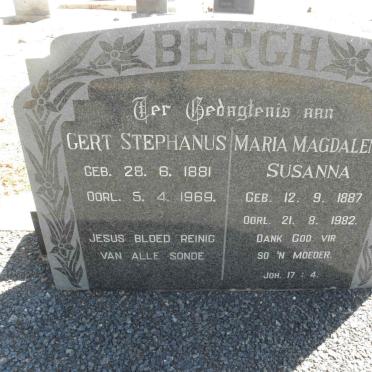 BERGH
Ter Gedagtenis aan
GERT STEPHANUS
GEB. 28. 6. 1881
OORL. 5. 4. 1969.
JESUS BLOED REINIG
VAN ALLE SONDE
MARIA MAGDALEN
SUSANNA
GEB. 12. 9. 1887
OORL. 21. 8. 1982.
DANK GOD VIR
SO 'N MOEDER.
JOH. 17 : 4.